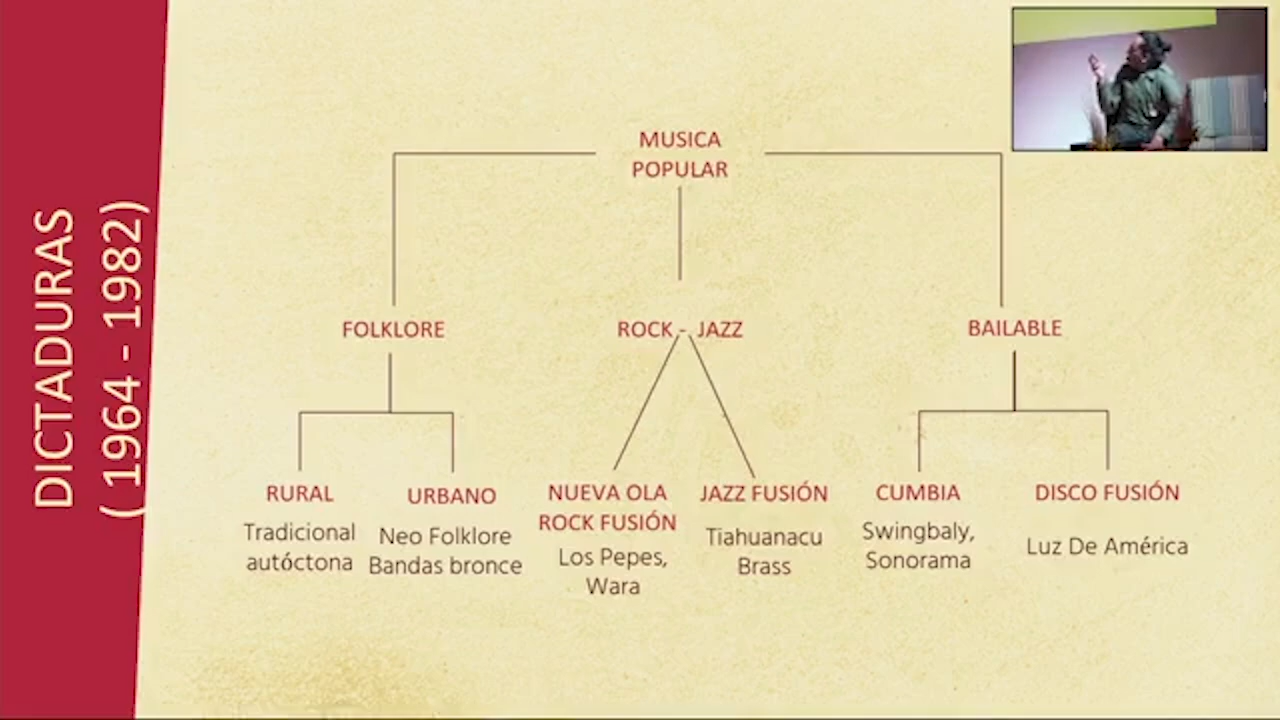 DICTADURAS
( 1964 - 1982)
MUSICA
POPULAR
FOLKLORE
ROCK - JAZZ
BAILABLE
RURAL
Tradicional
autóctona
URBANO
Neo Folklore
Bandas bronce
NUEVA OLA
ROCK FUSIÓN
Los Pepes,
Wara
JAZZ FUSIÓN
Tiahuanacu
Brass
CUMBIA
Swingbaly,
Sonorama
DISCO FUSIÓN
Luz De América